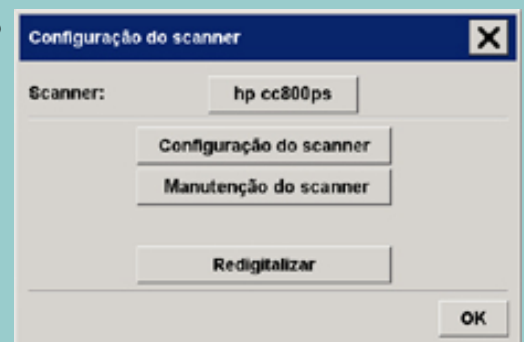 Configuração do scanner
Scanner: hp cc800ps
Configuração do scanner
Manutenção do scanner
Redigitalizar
OK